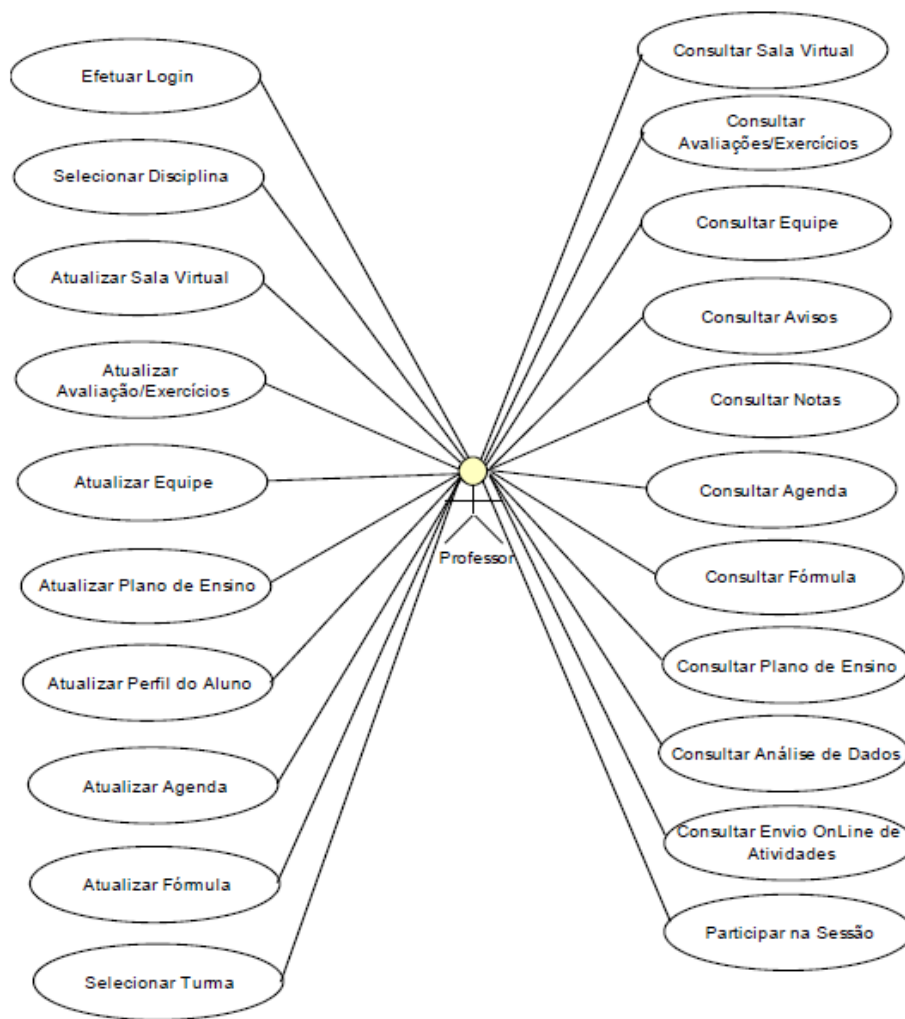 Efetuar Login
Selecionar Disciplina
Atualizar Sala Virtual
Atualizar
Avaliação/Exercícios
Atualizar Equipe
Atualizar Plano de Ensino
Atualizar Perfil do Aluno
Atualizar Agenda
Atualizar Fórmula
Selecionar Turma
Professor
Consultar Sala Virtual
Consultar
Avaliações/Exercícios
Consultar Equipe
Consultar Avisos
Consultar Notas
Consultar Agenda
Consultar Fórmula
Consultar Plano de Ensino
Consultar Análise de Dados
Consultar Envio OnLine de
Atividades
Participar na Sessão